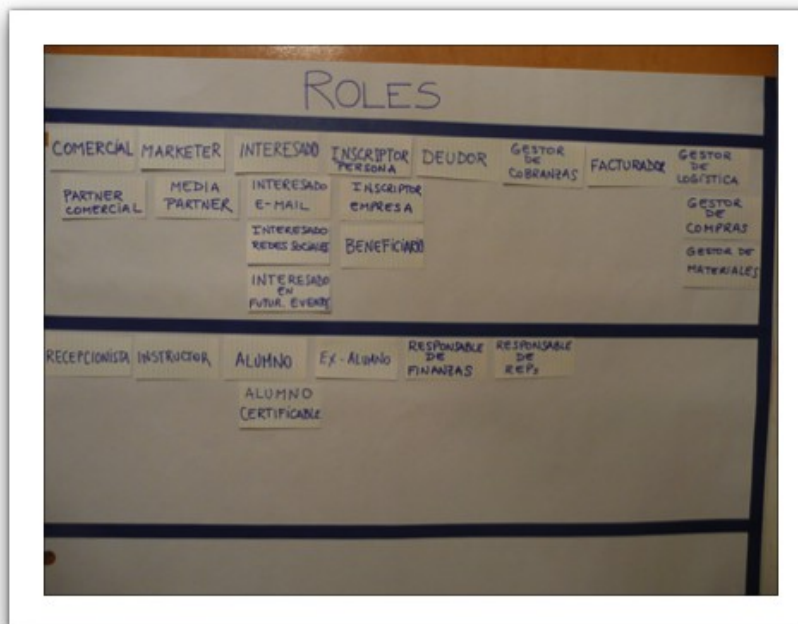 ROLES
COMERCIAL
MARKETER
INTERESADO
INSCRIPTOR
PERSONA
DEUDOR
GESTOR
DE
COBRANZAS
FACTURADOR
GESTOR
DE
LOGÍSTICA
PARTNER
COMERCIAL
MEDIA
PARTNER
INTERESADO
E-MAIL
INSCRIPTOR
EMPRESA
GESTOR
DE
COMPRAS
INTERESADO
REDES SOCIALES
BENEFICIARIO
GESTOR DE
MATERIALES
INTERESADO
EN
FUTUR. EVENTS
RECEPCIONISTA
INSTRUCTOR
ALUMNO
EX-ALUMNO
RESPONSABLE
DE
FINANZAS
RESPONSABLE
DE
REPs
ALUMNO
CERTIFICABLE